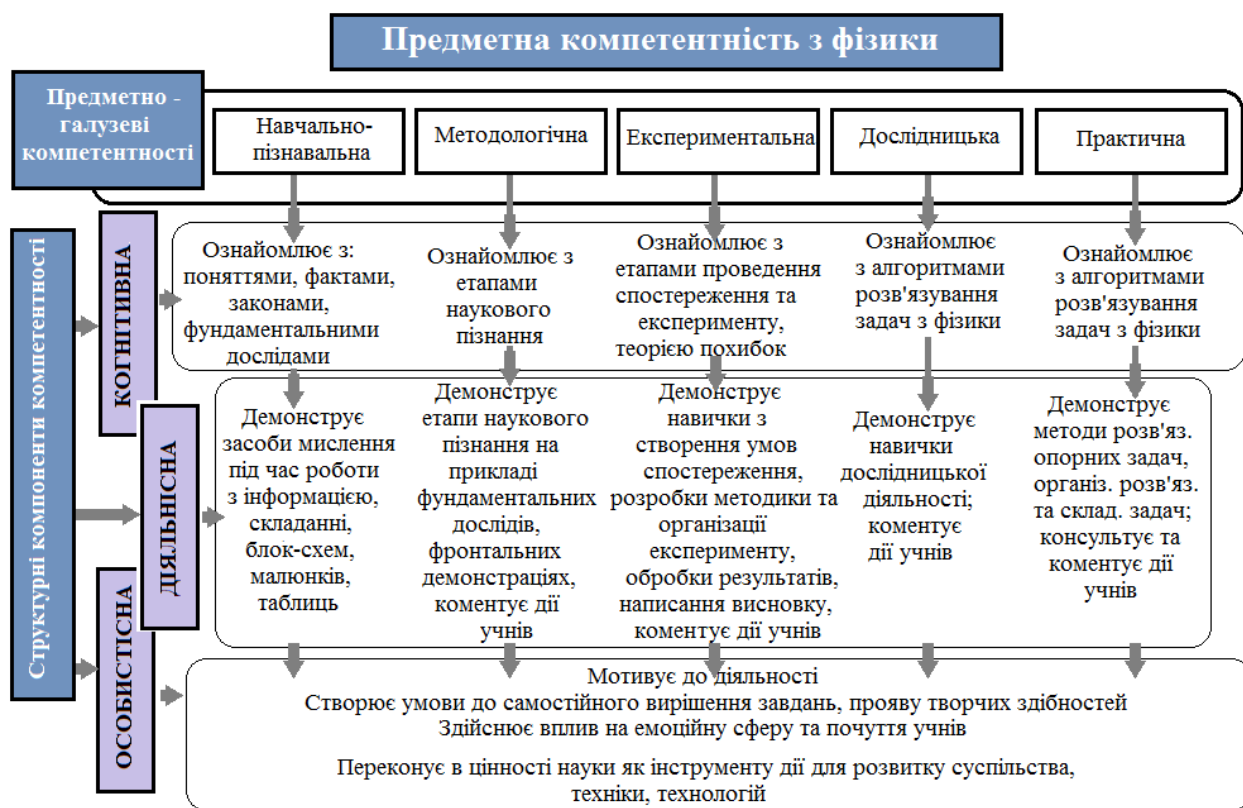 Предметна компетентність з фізики
Предметно -
галузеві
компетентності
Навчально-
пізнавальна
Методологічна
Експериментальна
Дослідницька
Практична
Структурні компоненти компетентності
КОГНІТИВНА
Ознайомлює з:
поняттями, фактами,
законами,
фундаментальними
дослідами
Ознайомлює з
етапами
наукового
пізнання
Ознайомлює з
етапами проведення
спостереження та
експерименту,
теорією похибок
Ознайомлює
з алгоритмами
розв'язування
задач з фізики
Ознайомлює
з алгоритмами
розв'язування
задач з фізики
ДІЯЛЬНІСНА
Демонструє
засоби мислення
під час роботи
з інформацією,
складанні,
блок-схем,
малюнків,
таблиць
Демонструє
етапи наукового
пізнання на
прикладі
фундаментальних
дослідів,
фронтальних
демонстраціях,
коментує дії
учнів
Демонструє
навички з
створення умов
спостереження,
розробки методики та
організації
експерименту,
обробки результатів,
написання висновку,
коментує дії учнів
Демонструє
навички
дослідницької
діяльності;
коментує
дії учнів
Демонструє
методи розв'яз.
опорних задач,
організ. розв'яз.
та склад. задач;
консультує та
коментує дії
учнів
ОСОБИСТІСНА
Мотивує до діяльності
Створює умови до самостійного вирішення завдань, прояву творчих здібностей
Здійснює вплив на емоційну сферу та почуття учнів
Переконує в цінності науки як інструменту дії для розвитку суспільства,
техніки, технологій